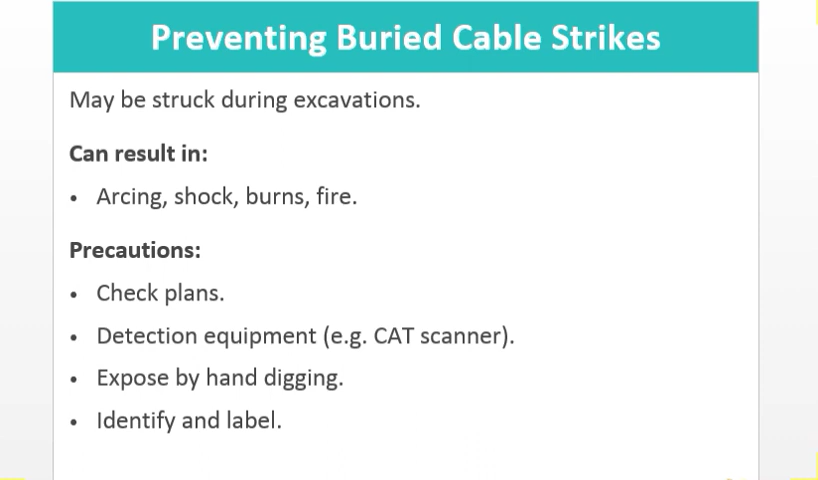 Preventing Buried Cable Strikes
May be struck during excavations.
Can result in:
• Arcing, shock, burns, fire.
Precautions:
• Check plans.
• Detection equipment (e.g. CAT scanner).
• Expose by hand digging.
• Identify and label.